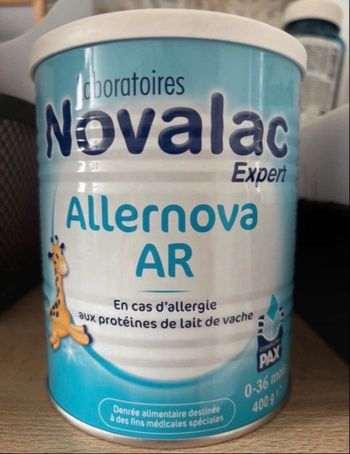 Laboratoires
Novalac
Expert
Allernova
AR
En cas d'allergie
aux protéines de lait de vache
PAX
0-36 mois
400 g e
Denrée alimentaire destinée
à des fins médicales spéciales